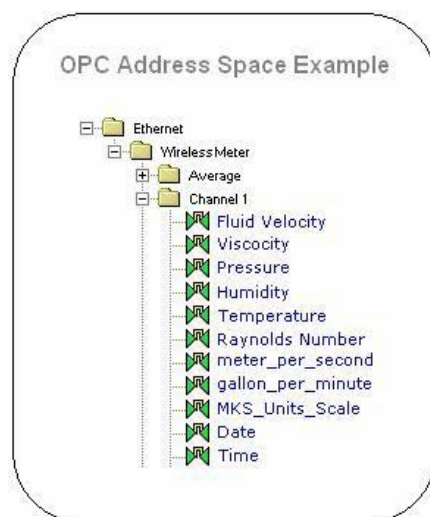 OPC Address Space Example
Ethernet
WirelessMeter
Average
Channel 1
Fluid Velocity
Viscocity
Pressure
Humidity
Temperature
Raynolds Number
meter_per_second
gallon_per_minute
MKS_Units_Scale
Date
Time